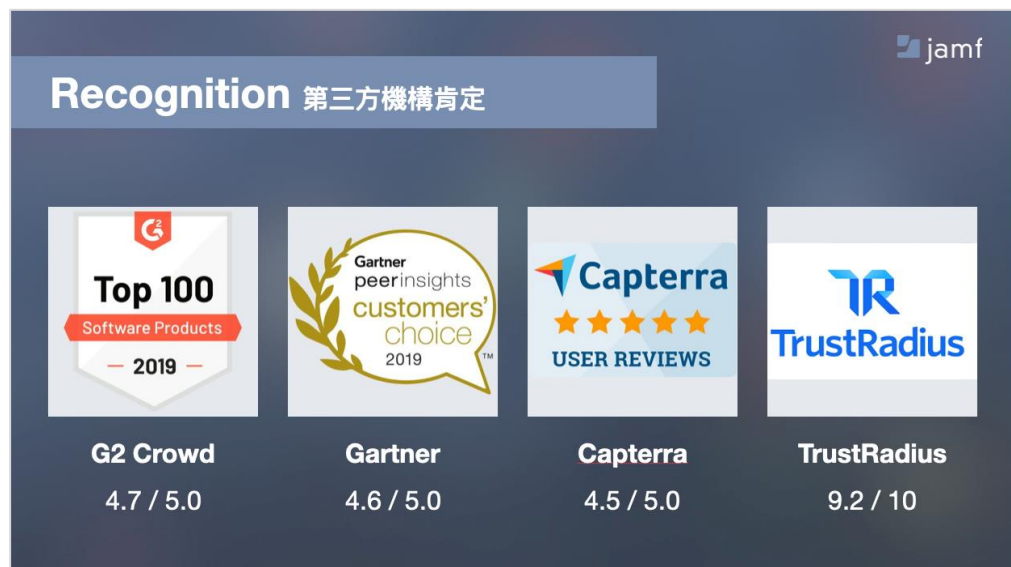 jamf
Recognition 第三方機構肯定
G2
Top 100
Software Products
2019
Gartner
peerinsights
customers'
choice
2019
TM
Capterra
USER REVIEWS
TR
TrustRadius
G2 Crowd
Gartner
Capterra
TrustRadius
4.7 / 5.0
4.6 / 5.0
4.5 / 5.0
9.2 / 10